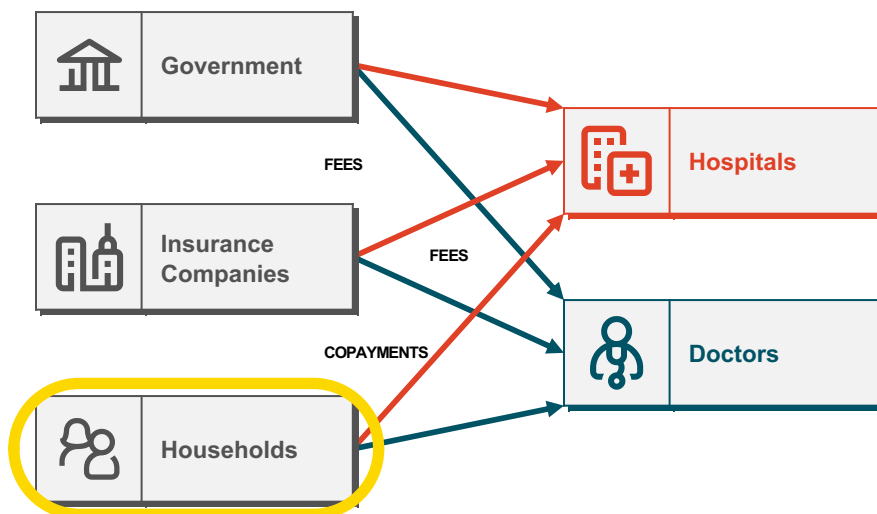 Government
Hospitals
FEES
Insurance
Companies
FEES
Doctors
COPAYMENTS
Households